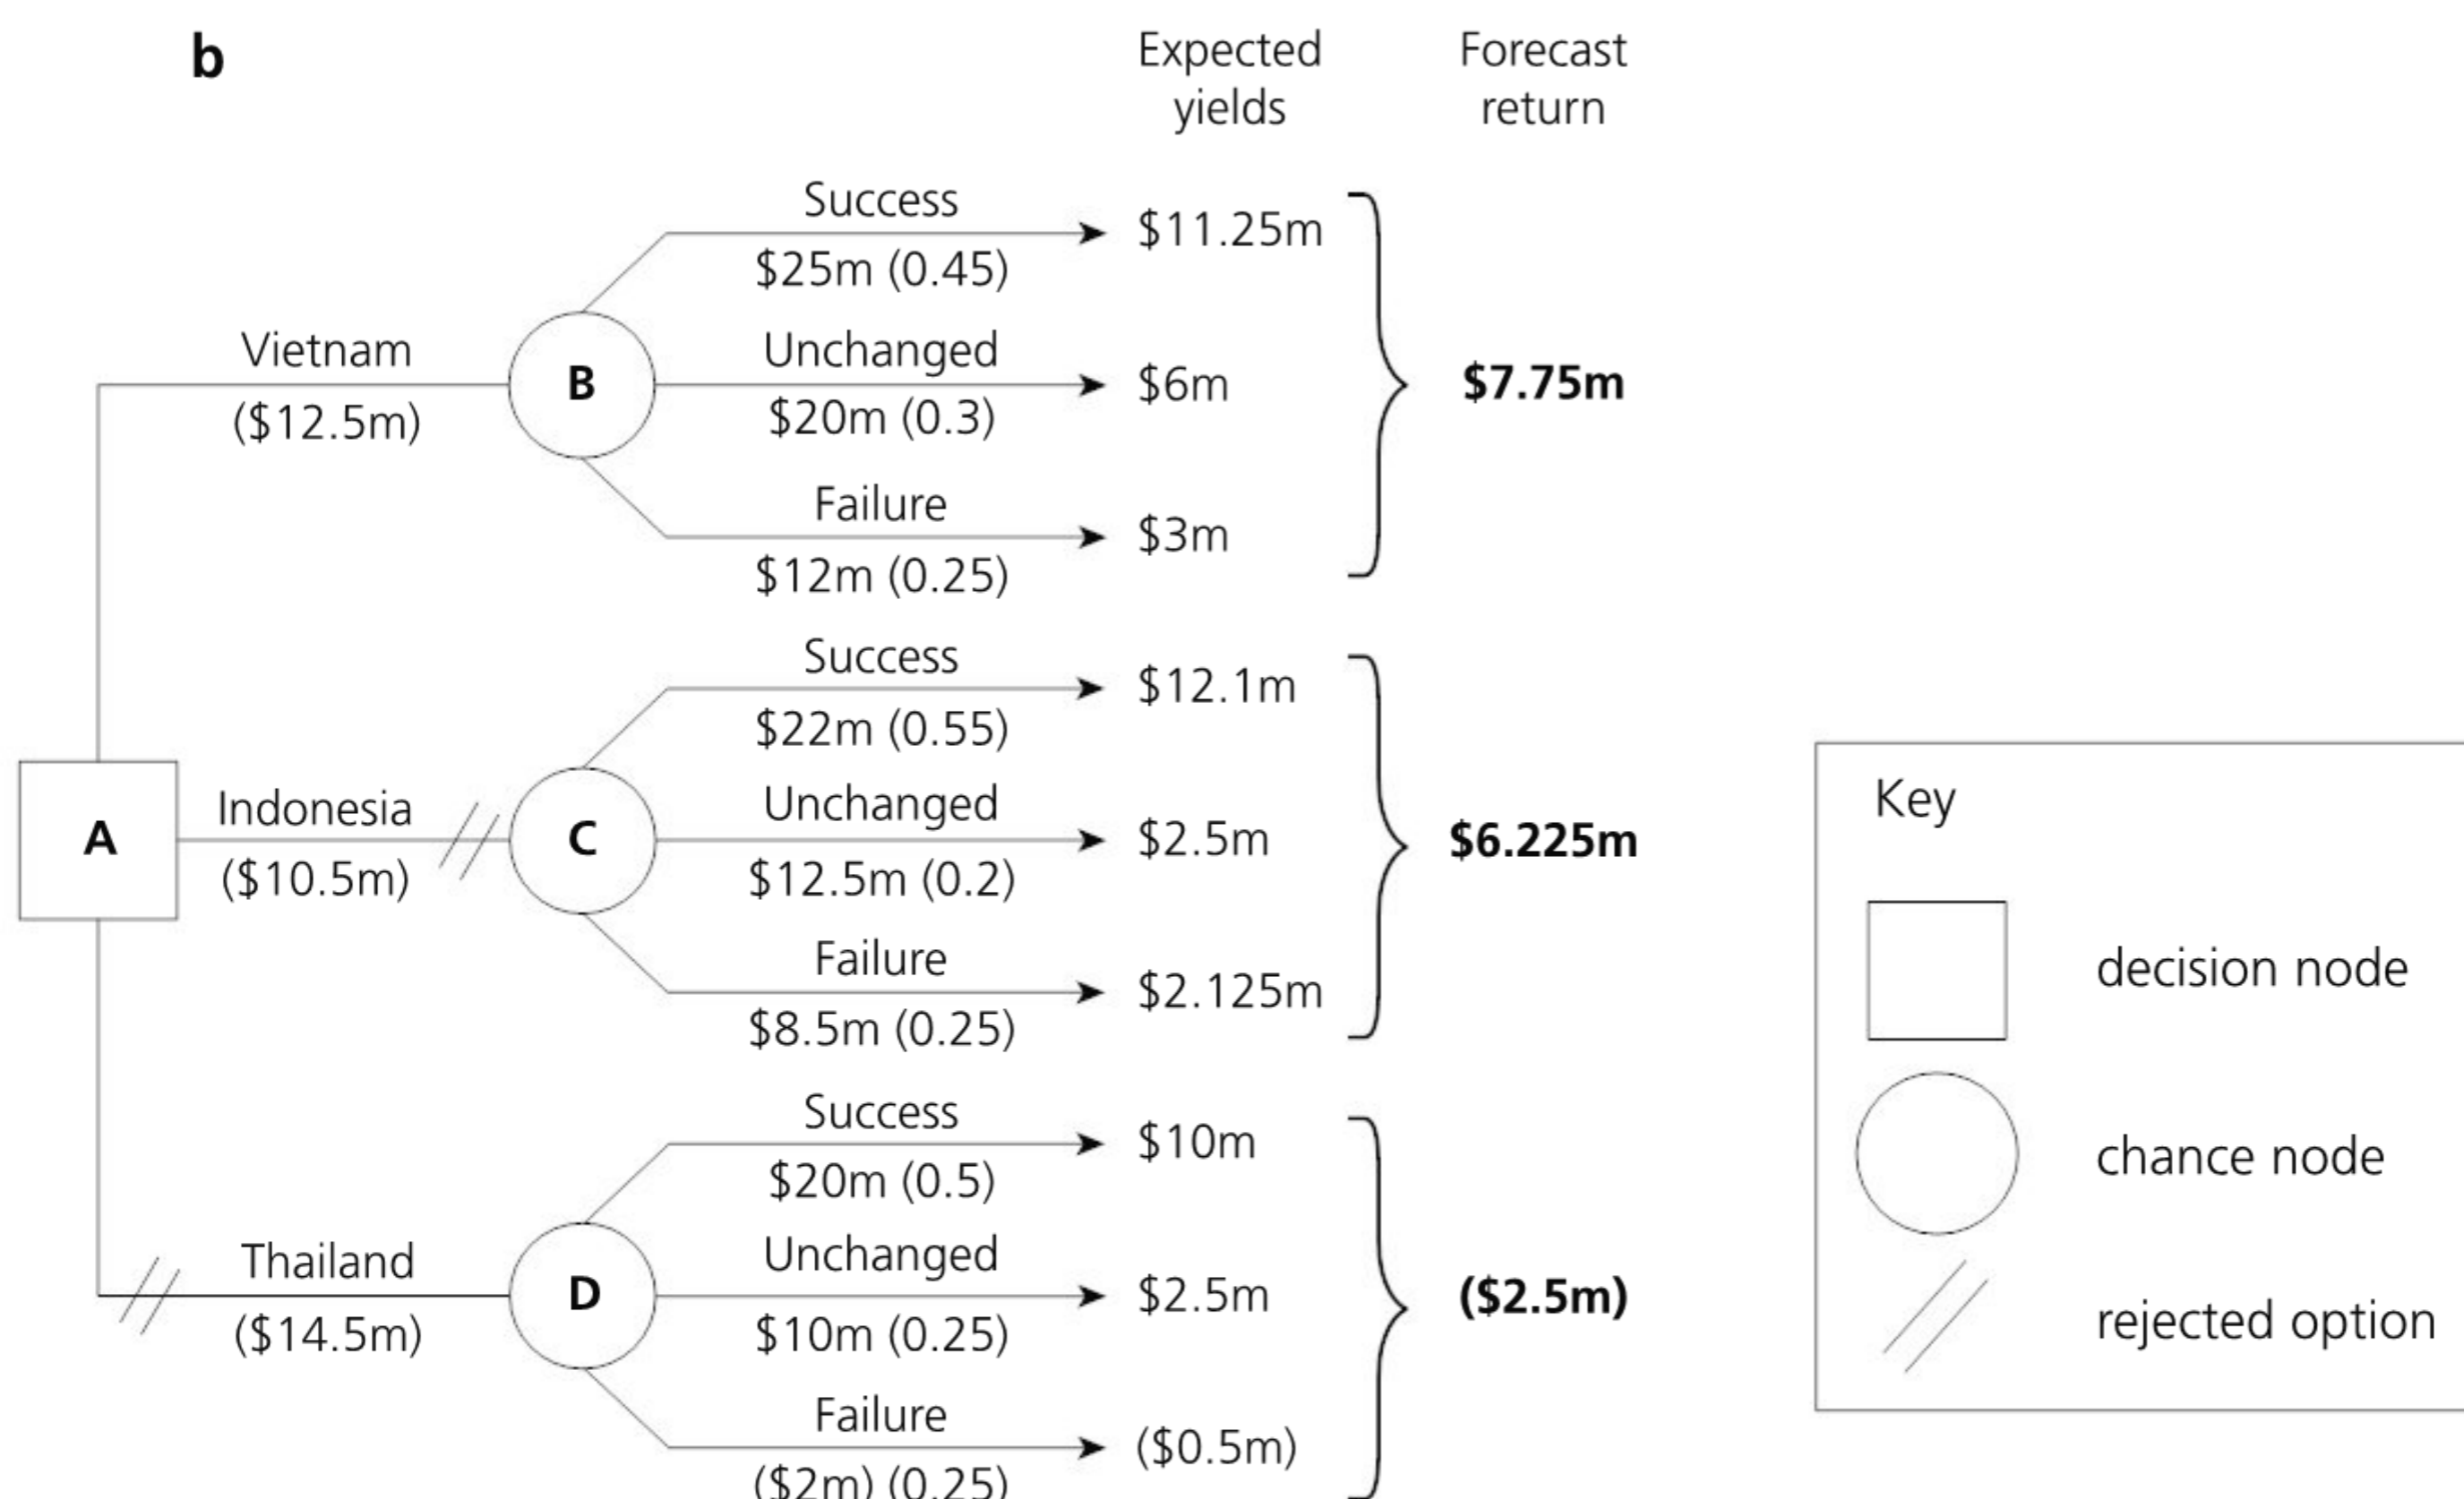 b
Expected
yields
Forecast
return
Success
$11.25m
$25m (0.45)
Vietnam
($12.5m)
B
Unchanged
$6m
$20m (0.3)
$7.75m
Failure
$3m
$12m (0.25)
A
Indonesia
($10.5m)
C
Success
$12.1m
$22m (0.55)
Unchanged
$2.5m
$12.5m (0.2)
$6.225m
Failure
$2.125m
$8.5m (0.25)
Thailand
($14.5m)
D
Success
$10m
$20m (0.5)
Unchanged
$2.5m
$10m (0.25)
($2.5m)
Failure
($0.5m)
($2m) (0.25)
Key
decision node
chance node
rejected option